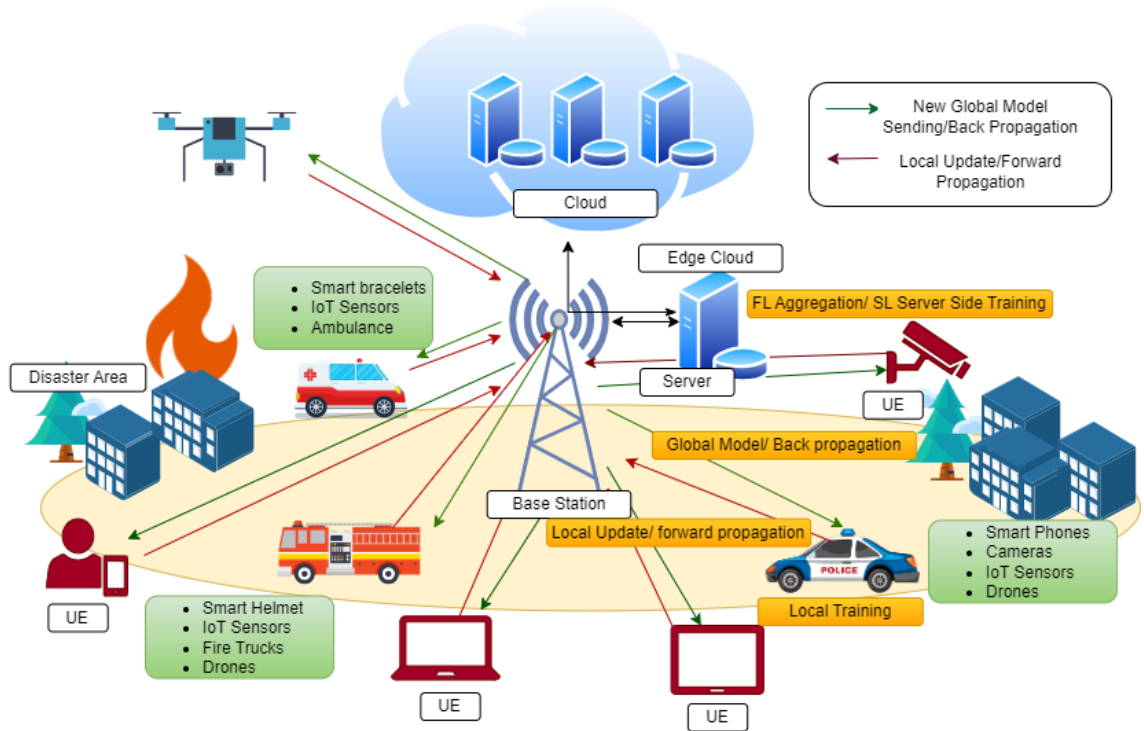 New Global Model
Sending/Back Propagation
Local Update/Forward
Propagation
Cloud
Edge Cloud
FL Aggregation/ SL Server Side Training
• Smart bracelets
• IoT Sensors
• Ambulance
Disaster Area
Server
UE
Global Model/ Back propagation
Base Station
Local Update/ forward propagation
POLICE
• Smart Phones
• Cameras
• IoT Sensors
• Drones
UE
• Smart Helmet
• IoT Sensors
• Fire Trucks
• Drones
Local Training
UE
UE